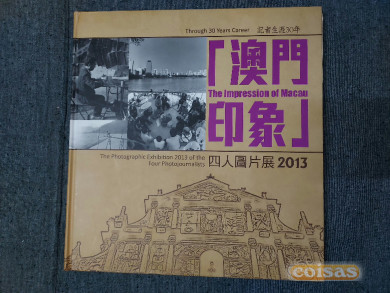 Through 30 Years Career 記者生涯30年
「澳門
The Impression of Macau
印象」
The Photographic Exhibition 2013 of the
Four Photojournalists
四人圖片展 2013
coisas